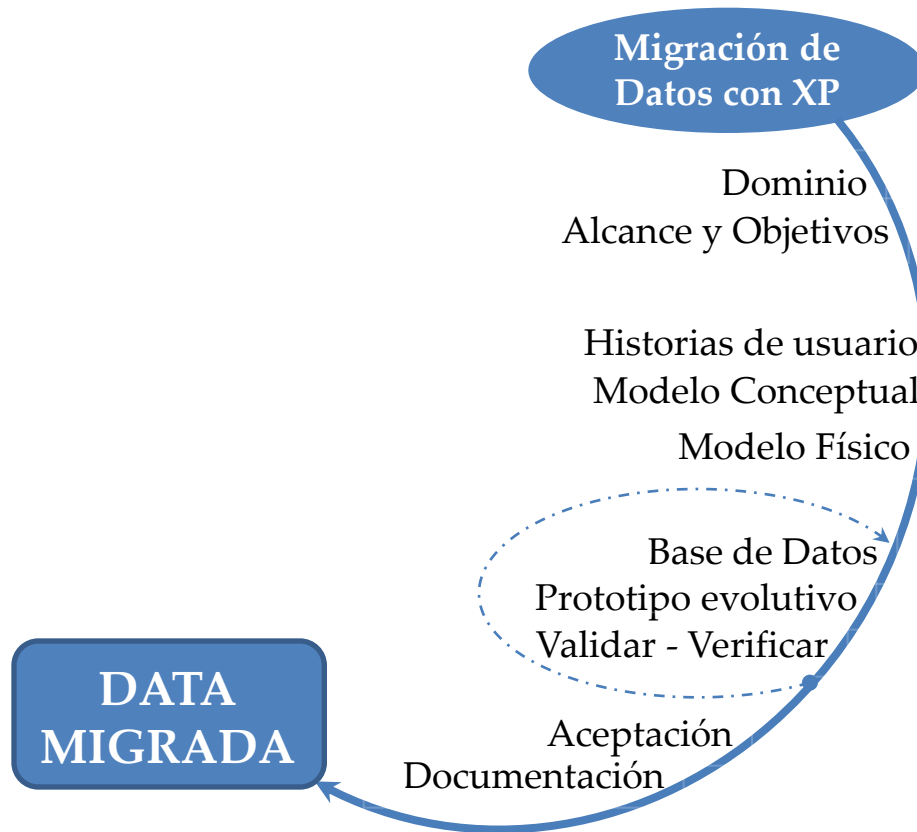 Migración de
Datos con XP
Dominio
Alcance y Objetivos
Historias de usuario
Modelo Conceptual
Modelo Físico
Base de Datos
Prototipo evolutivo
Validar - Verificar
Aceptación
Documentación
DATA
MIGRADA